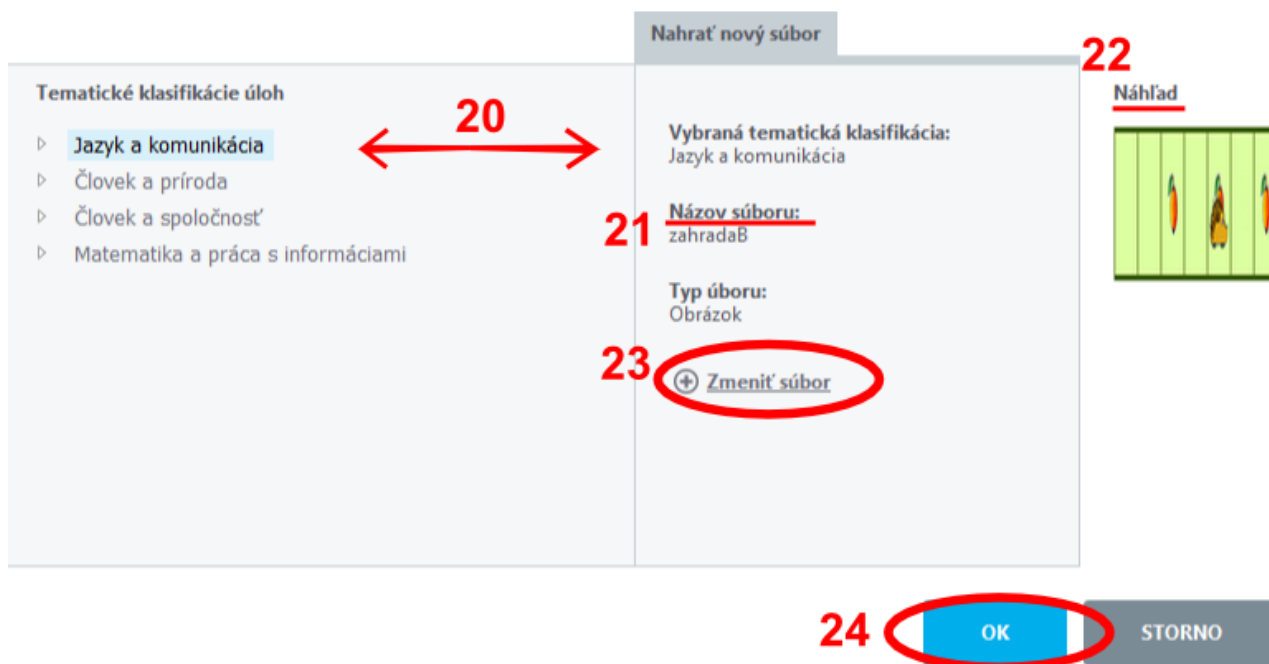 Nahrať nový súbor
22
Tematické klasifikácie úloh
Náhľad
20
Jazyk a komunikácia
Človek a príroda
Človek a spoločnosť
Matematika a práca s informáciami
Vybraná tematická klasifikácia:
Jazyk a komunikácia
21
Názov súboru:
zahradaB
Typ úboru:
Obrázok
23
Zmeniť súbor
24
OK
STORNO